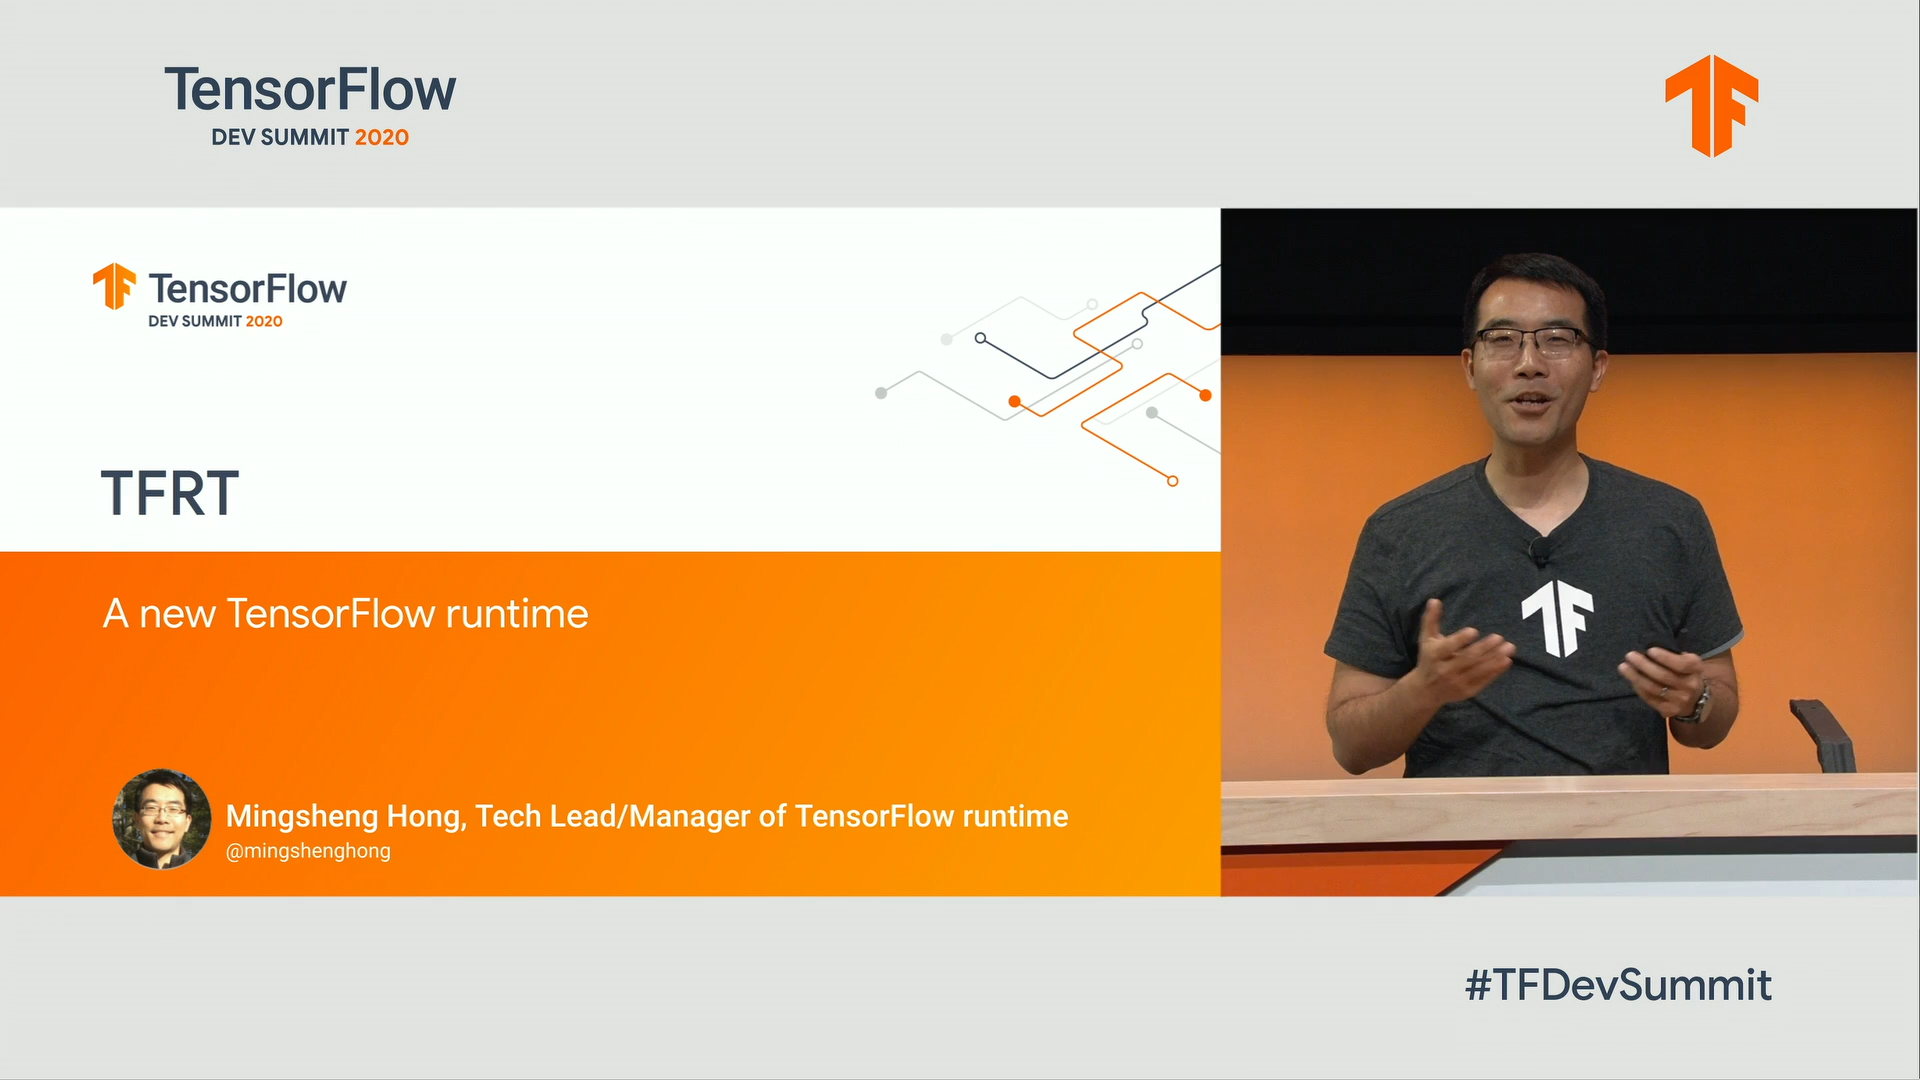 TensorFlow
DEV SUMMIT 2020
TensorFlow
DEV SUMMIT 2020
TFRT
A new TensorFlow runtime
Mingsheng Hong, Tech Lead/Manager of TensorFlow runtime
@mingshenghong
#TFDevSummit